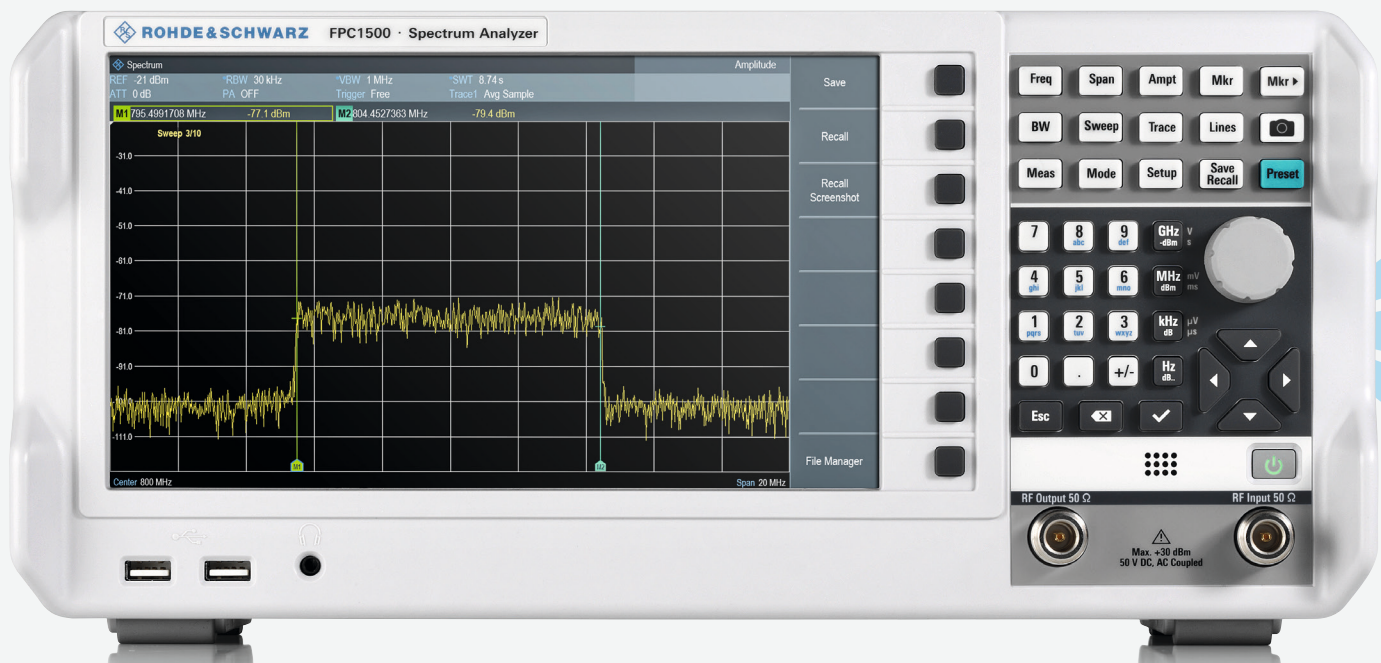 ROHDE&SCHWARZ FPC1500 · Spectrum Analyzer
Spectrum Amplitude
REF -21 dBm °RBW 30 kHz °VBW 1 MHz °SWT 8.74 s
ATT 0 dB PA OFF Trigger Free Trace1 Avg Sample
M1 795.4991708 MHz -77.1 dBm M2 804.4527363 MHz -79.4 dBm
Sweep 3/10
-31.0
-41.0
-51.0
-61.0
-71.0
-81.0
-91.0
-111.0
M1 M2
Center 800 MHz Span 20 MHz
Save
Recall
Recall
Screenshot
File Manager
Freq Span Ampt Mkr Mkr▸
BW Sweep Trace Lines
Meas Mode Setup Save Recall Preset
7 8 abc 9 def GHz -dBm V s
4 ghi 5 jkl 6 mno MHz dBm mV ms
1 pqrs 2 tuv 3 wxyz kHz dB µV µs
0 . +/- Hz dB..
Esc
RF Output 50 Ω RF Input 50 Ω
Max. +30 dBm
50 V DC, AC Coupled